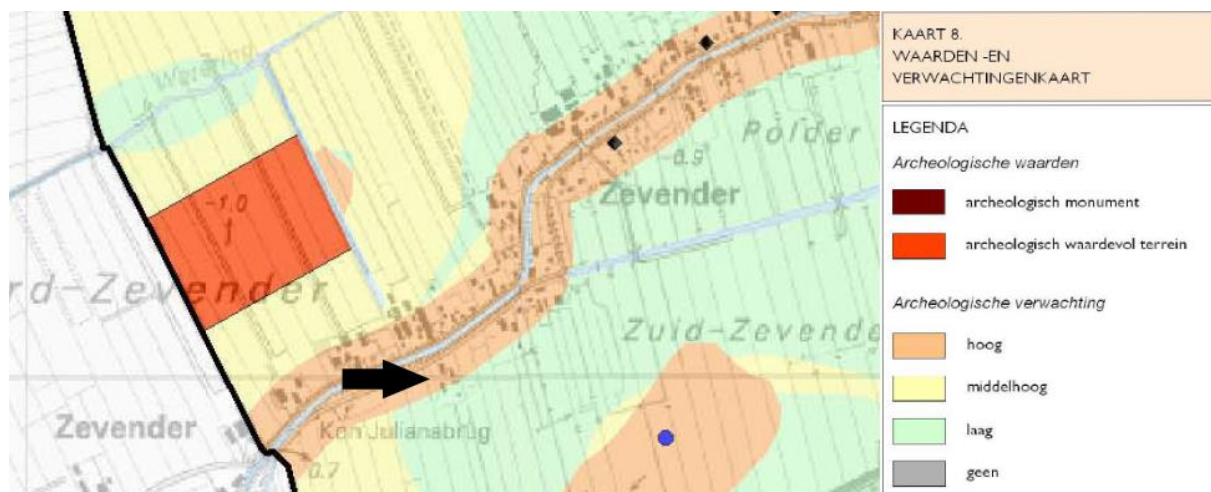 KAART 8.
WAARDEN -EN
VERWACHTINGENKAART
LEGENDA
Archeologische waarden
archeologisch monument
archeologisch waardevol terrein
Archeologische verwachting
hoog
middelhoog
laag
geen
Polder
-0.9
Zevender
-1.0
rd-Zevender
Zuid-Zevende
Zevender
Kon Julianabrug
0.7